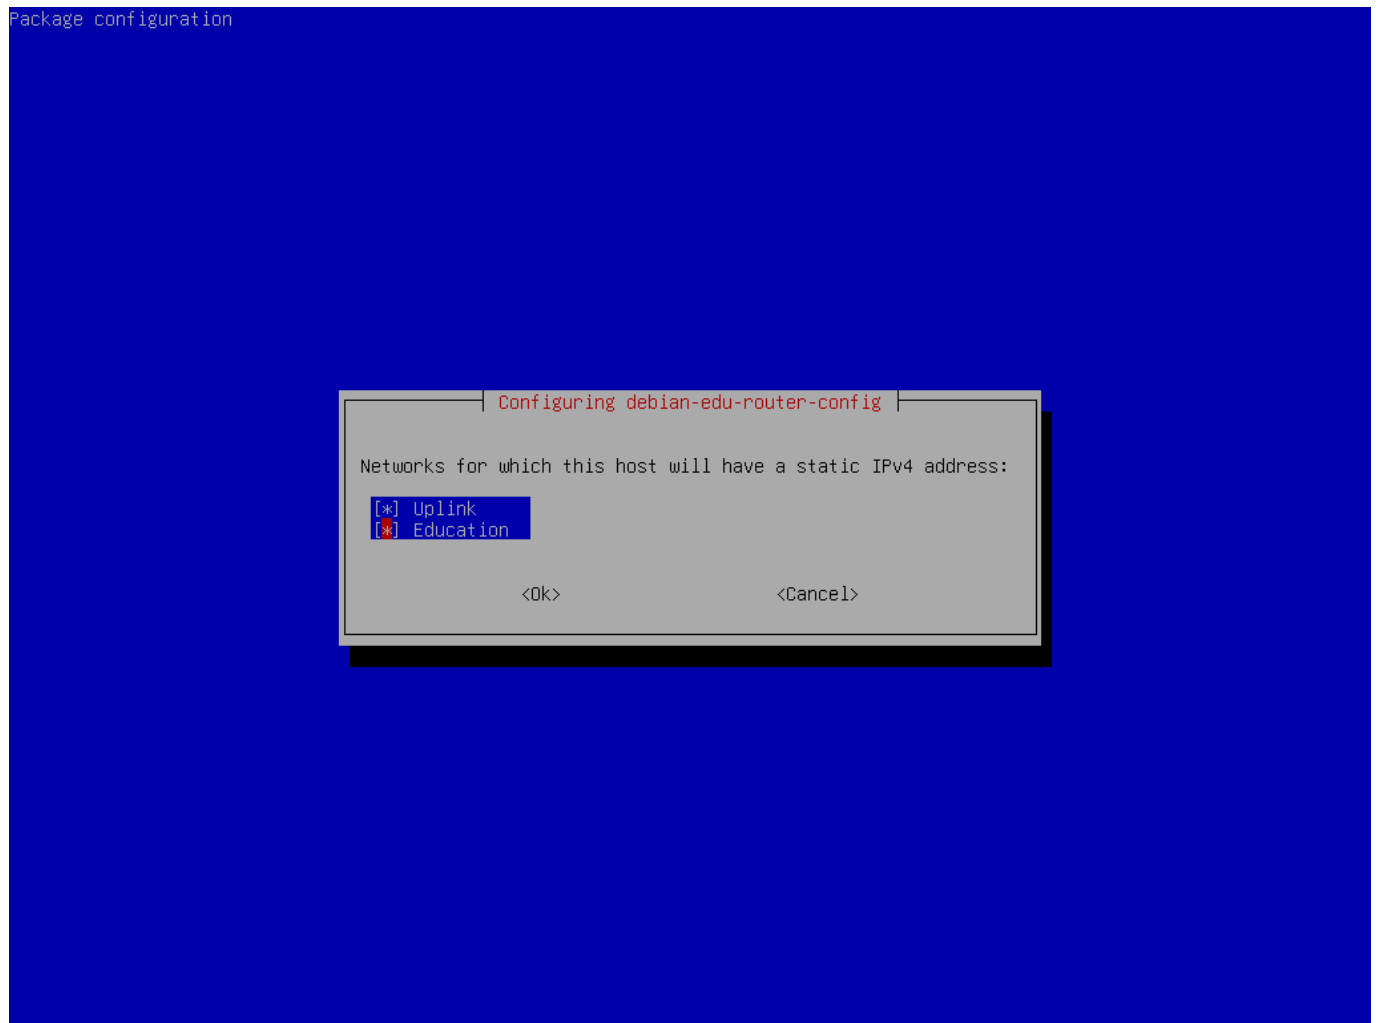 Package configuration
Configuring debian-edu-router-config
Networks for which this host will have a static IPv4 address:
[*] Uplink
[*] Education
<Ok> <Cancel>